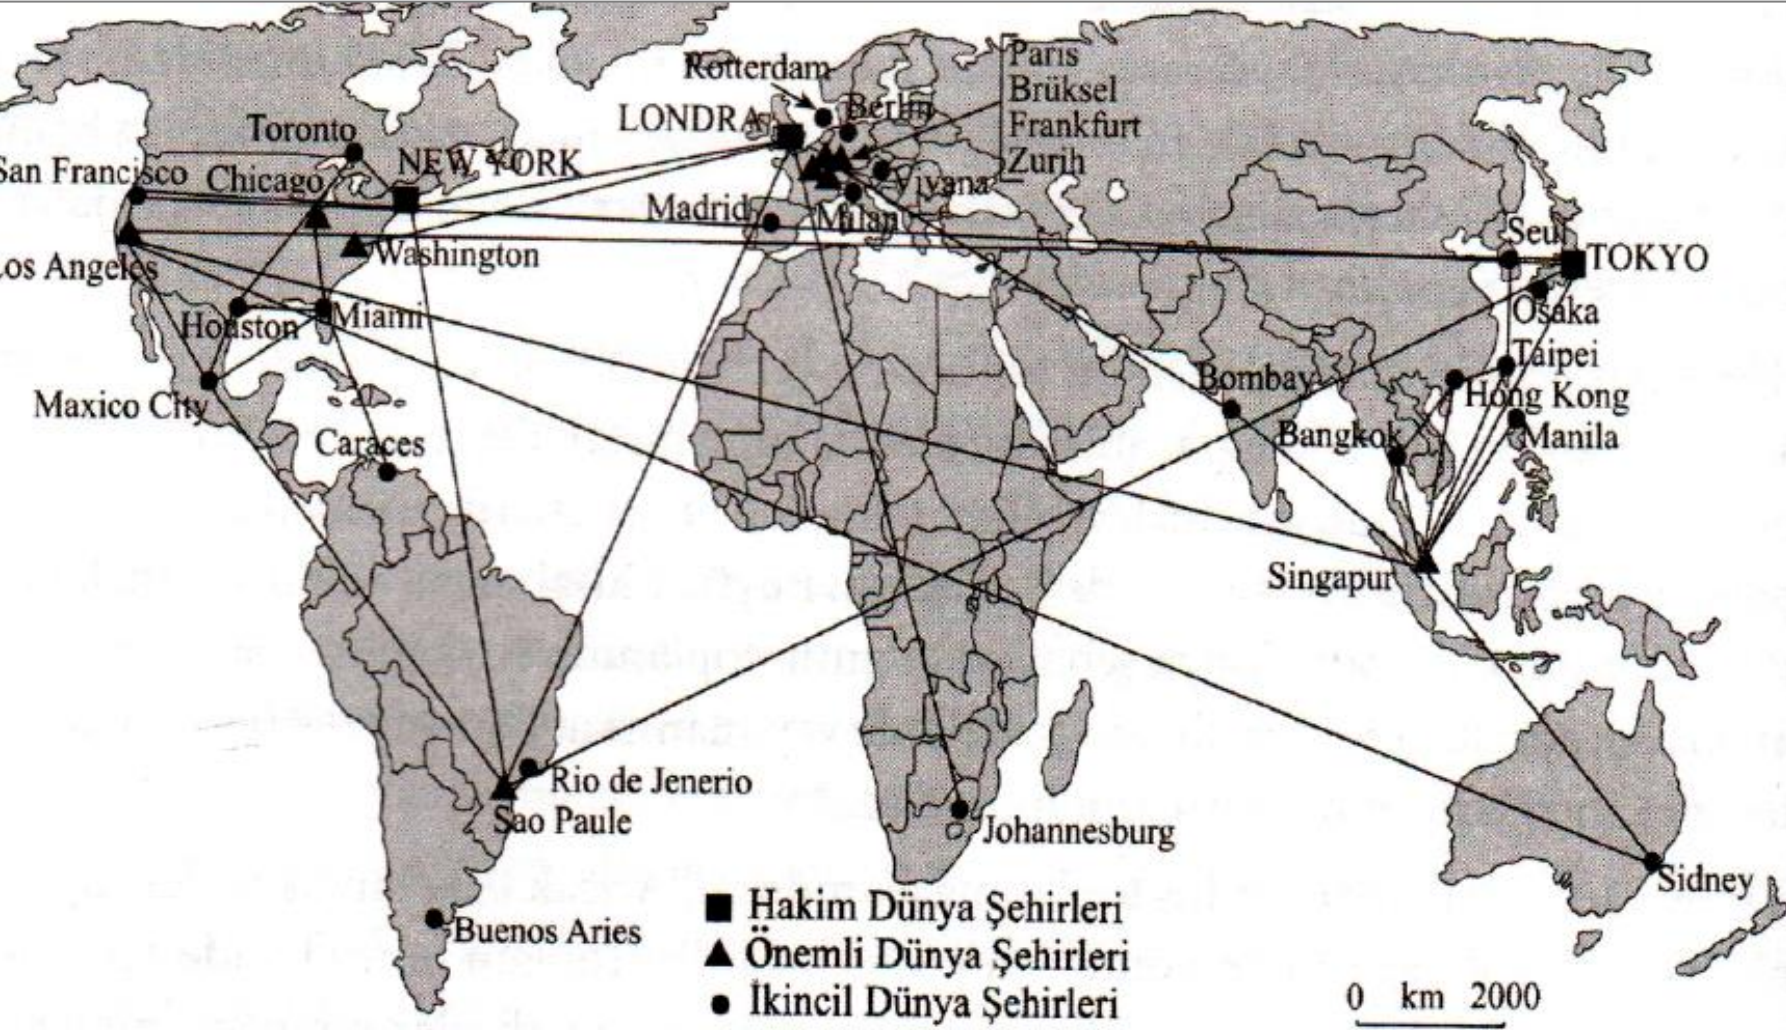 Rotterdam
Paris
Brüksel
Frankfurt
Zurih
Berlin
LONDRA
Toronto
NEW YORK
San Francisco
Chicago
Vivana
Madrid
Milan
Washington
Los Angeles
Seul
TOKYO
Osaka
Houston
Miami
Taipei
Bombay
Hong Kong
Maxico City
Bangkok
Manila
Caraces
Singapur
Rio de Jenerio
Sao Paule
Johannesburg
Sidney
Buenos Aries
Hakim Dünya Şehirleri
Önemli Dünya Şehirleri
İkincil Dünya Şehirleri
0 km 2000